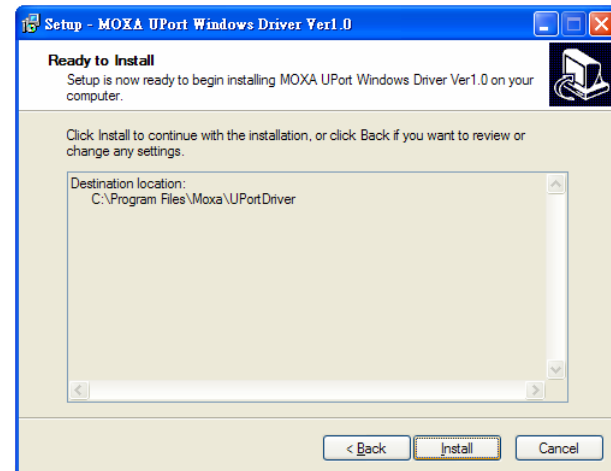 Setup - MOXA UPort Windows Driver Ver1.0
Ready to Install
Setup is now ready to begin installing MOXA UPort Windows Driver Ver1.0 on your
computer.
Click Install to continue with the installation, or click Back if you want to review or
change any settings.
Destination location:
C:\Program Files\Moxa\UPortDriver
< Back
Install
Cancel